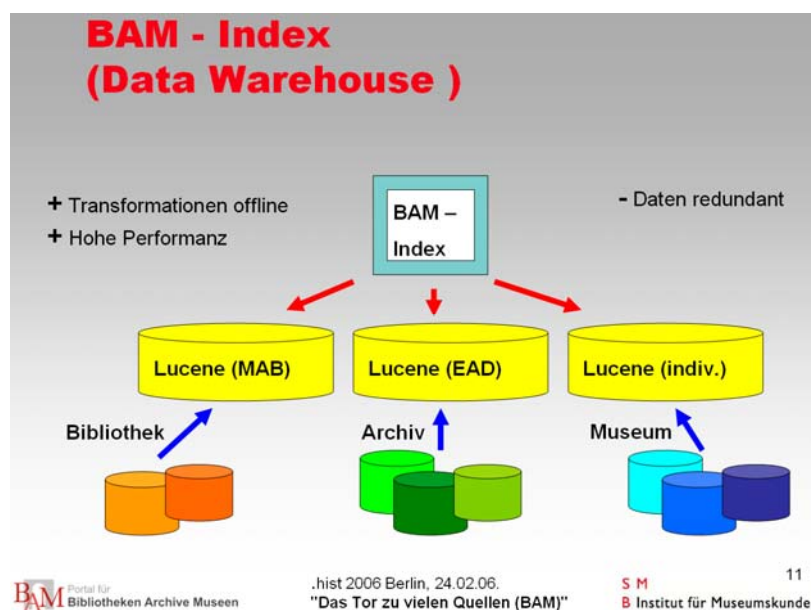 BAM - Index
(Data Warehouse )
+ Transformationen offline
+ Hohe Performanz
BAM –
Index
- Daten redundant
Lucene (MAB)
Lucene (EAD)
Lucene (indiv.)
Bibliothek
Archiv
Museum
BAM Portal für
Bibliotheken Archive Museen
.hist 2006 Berlin, 24.02.06.
"Das Tor zu vielen Quellen (BAM)"
S M
B Institut für Museumskunde
11